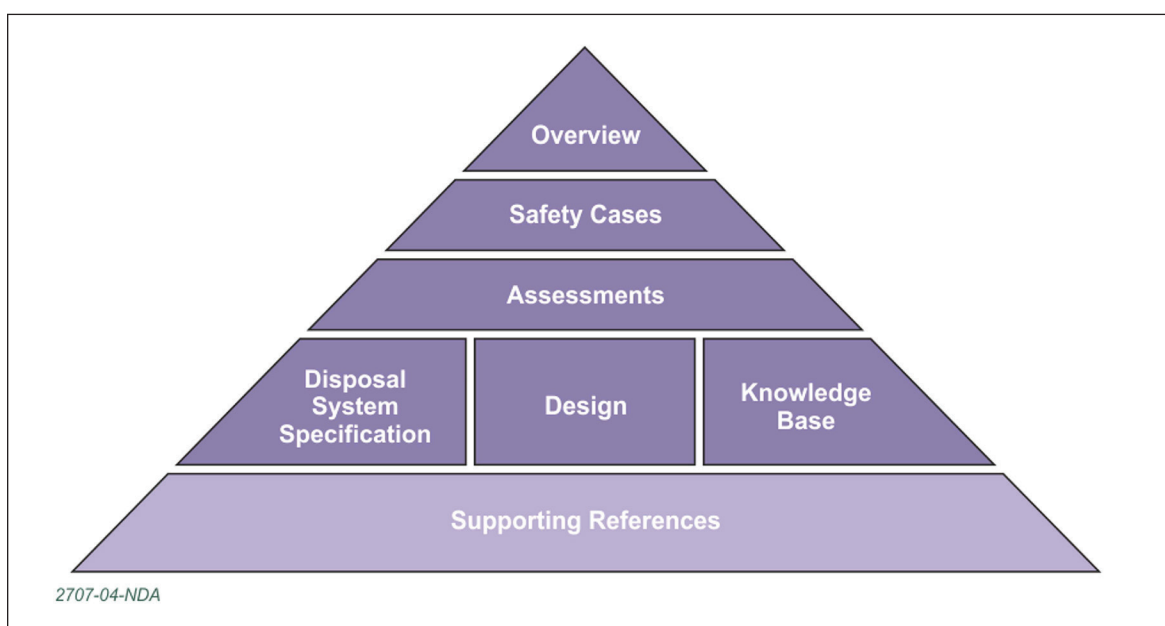 Overview
Safety Cases
Assessments
Disposal
System
Specification
Design
Knowledge
Base
Supporting References
2707-04-NDA